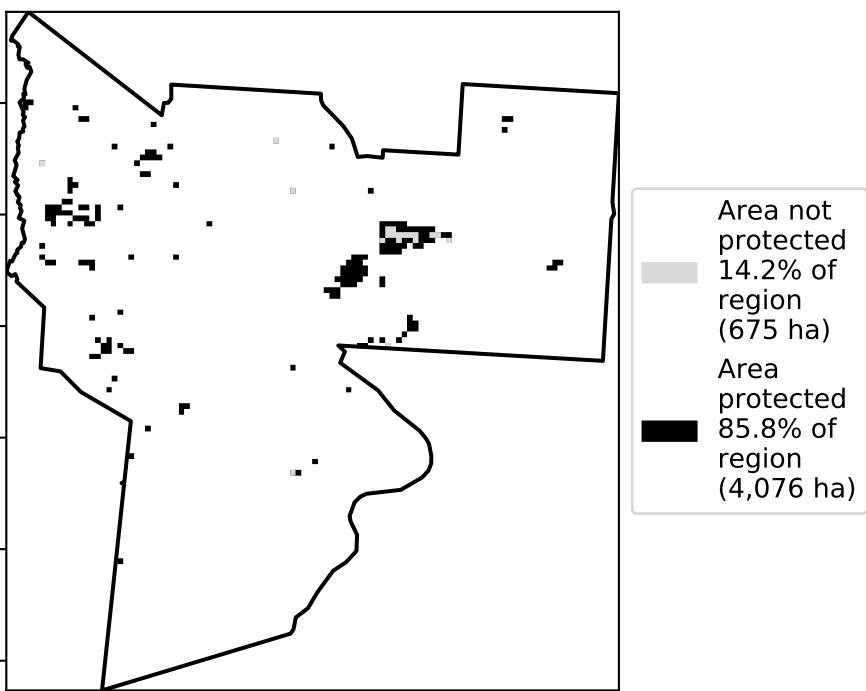 Area not
protected
14.2% of
region
(675 ha)
Area
protected
85.8% of
region
(4,076 ha)